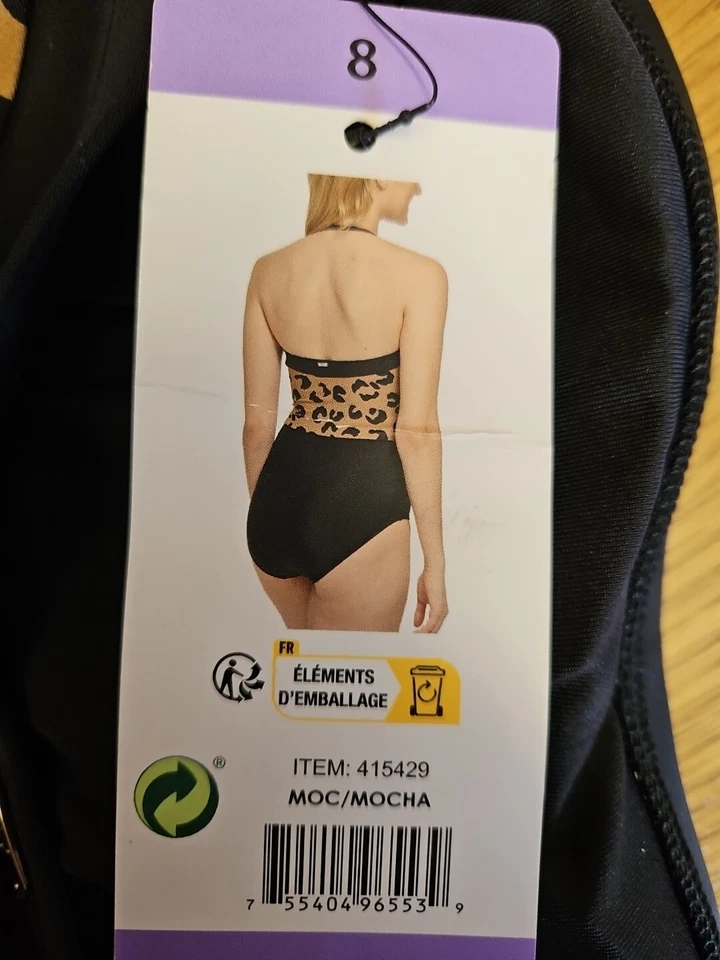 8
FR
ÉLÉMENTS
D'EMBALLAGE
®
ITEM: 415429
MOC/MOCHA
7 55404 96553 9